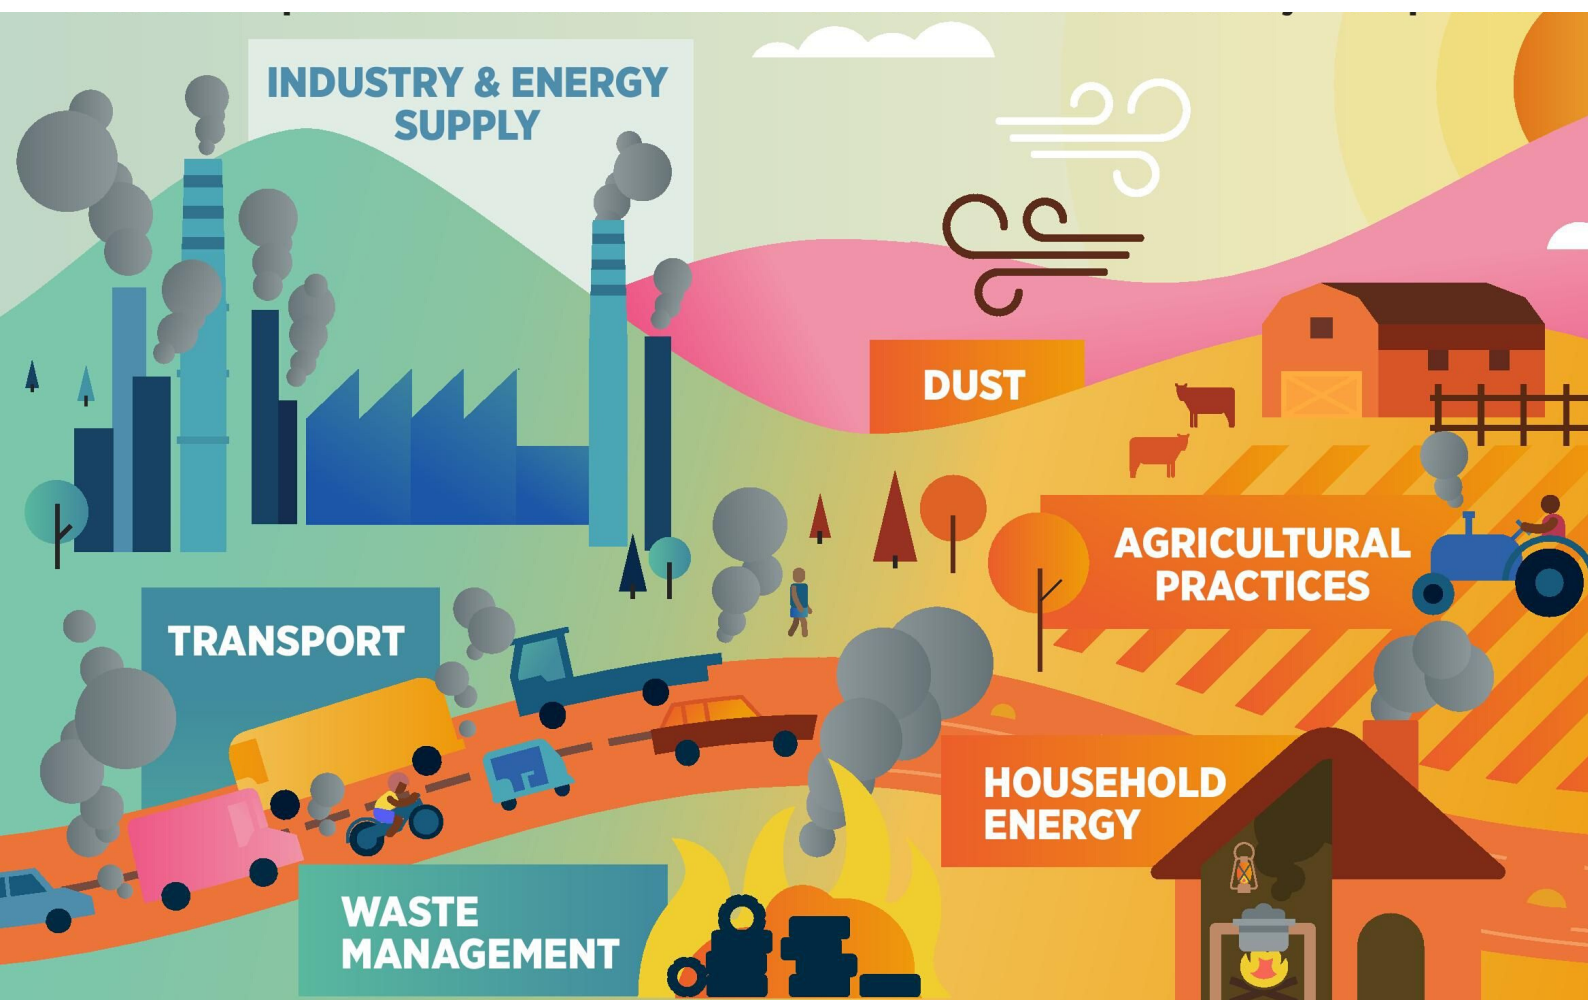 INDUSTRY & ENERGY
SUPPLY
DUST
AGRICULTURAL
PRACTICES
TRANSPORT
HOUSEHOLD
ENERGY
WASTE
MANAGEMENT